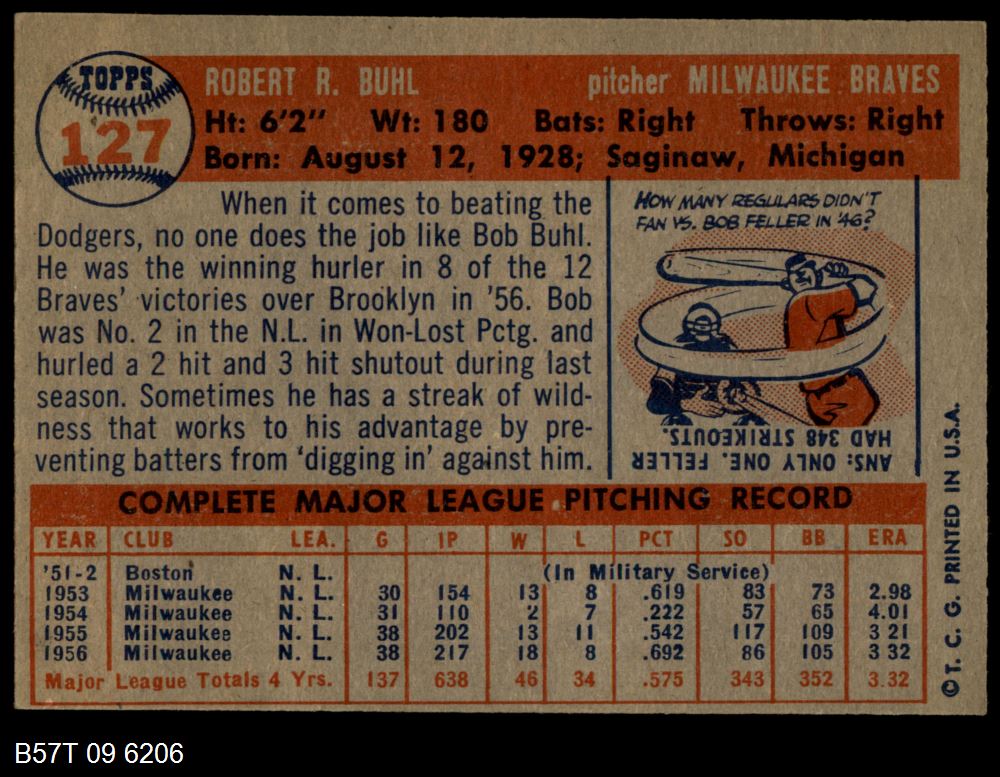 TOPPS
127
ROBERT R. BUHL pitcher MILWAUKEE BRAVES
Ht: 6'2" Wt: 180 Bats: Right Throws: Right
Born: August 12, 1928; Saginaw, Michigan
When it comes to beating the
Dodgers, no one does the job like Bob Buhl.
He was the winning hurler in 8 of the 12
Braves' victories over Brooklyn in '56. Bob
was No. 2 in the N.L. in Won-Lost Pctg. and
hurled a 2 hit and 3 hit shutout during last
season. Sometimes he has a streak of wild-
ness that works to his advantage by pre-
venting batters from 'digging in' against him.
HOW MANY REGULARS DIDN'T
FAN VS. BOB FELLER IN '46?
ANS: ONLY ONE. FELLER
HAD 348 STRIKEOUTS.
COMPLETE MAJOR LEAGUE PITCHING RECORD
YEAR CLUB LEA. G IP W L PCT SO BB ERA
'51-2 Boston N. L. (In Military Service)
1953 Milwaukee N. L. 30 154 13 8 .619 83 73 2.98
1954 Milwaukee N. L. 31 110 2 7 .222 57 65 4.01
1955 Milwaukee N. L. 38 202 13 11 .542 117 109 3 21
1956 Milwaukee N. L. 38 217 18 8 .692 86 105 3 32
Major League Totals 4 Yrs. 137 638 46 34 .575 343 352 3.32
© T. C. G. PRINTED IN U.S.A.
B57T 09 6206